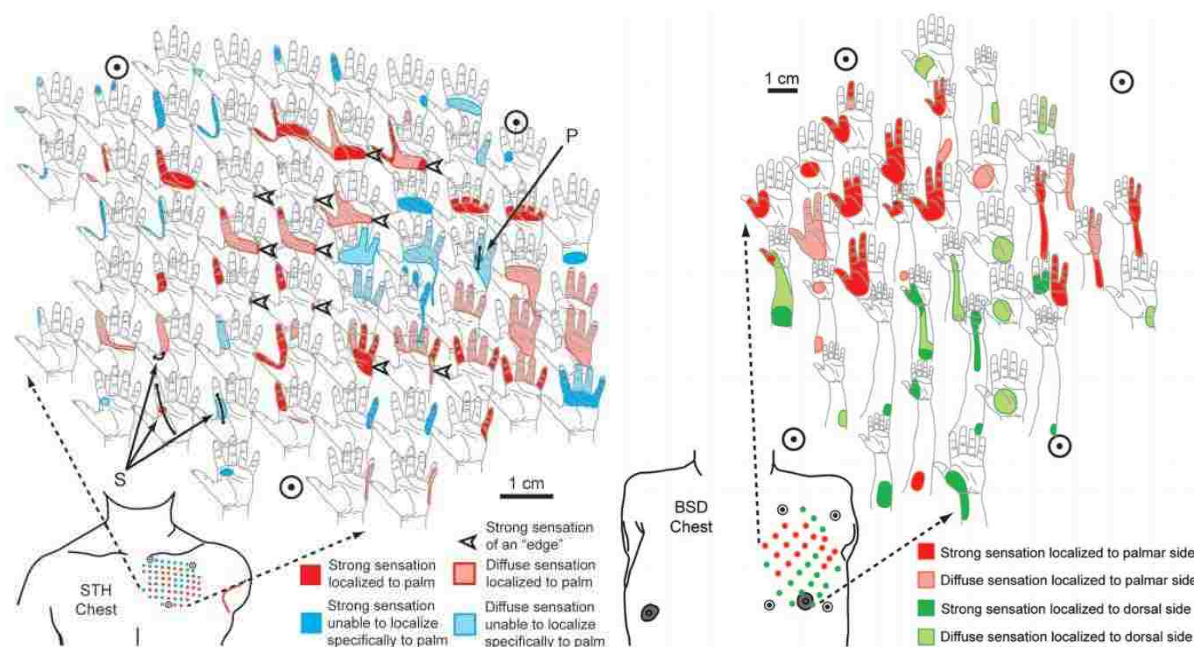 P
1 cm
S
1 cm
STH
Chest
Strong sensation
localized to palm
Strong sensation
unable to localize
specifically to palm
Strong sensation
of an "edge"
Diffuse sensation
localized to palm
Diffuse sensation
unable to localize
specifically to palm
BSD
Chest
Strong sensation localized to palmar side
Diffuse sensation localized to palmar side
Strong sensation localized to dorsal side
Diffuse sensation localized to dorsal side